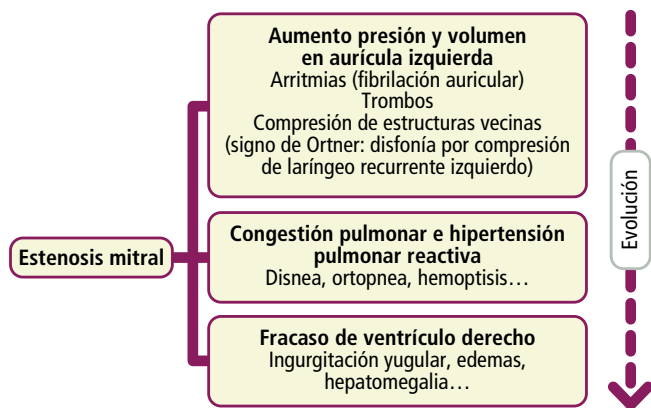 Aumento presión y volumen
en aurícula izquierda
Arritmias (fibrilación auricular)
Trombos
Compresión de estructuras vecinas
(signo de Ortner: disfonía por compresión
de laríngeo recurrente izquierdo)
Evolución
Estenosis mitral
Congestión pulmonar e hipertensión
pulmonar reactiva
Disnea, ortopnea, hemoptisis…
Fracaso de ventrículo derecho
Ingurgitación yugular, edemas,
hepatomegalia…